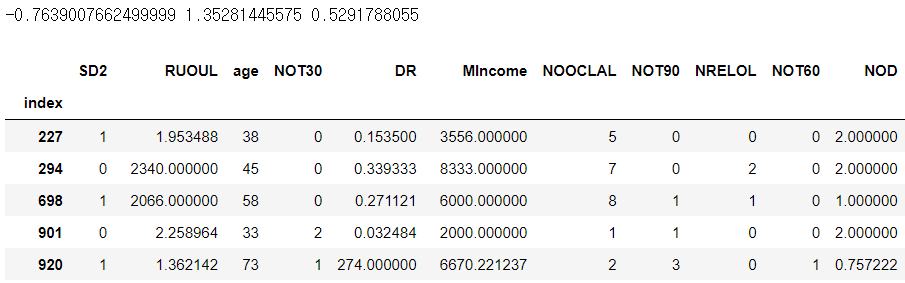 -0.7639007662499999 1.35281445575 0.5291788055
SD2 RUOUL age NOT30 DR MIncome NOOCLAL NOT90 NRELOL NOT60 NOD
index
227 1 1.953488 38 0 0.153500 3556.000000 5 0 0 0 2.000000
294 0 2340.000000 45 0 0.339333 8333.000000 7 0 2 0 2.000000
698 1 2066.000000 58 0 0.271121 6000.000000 8 1 1 0 1.000000
901 0 2.258964 33 2 0.032484 2000.000000 1 1 0 0 2.000000
920 1 1.362142 73 1 274.000000 6670.221237 2 3 0 1 0.757222